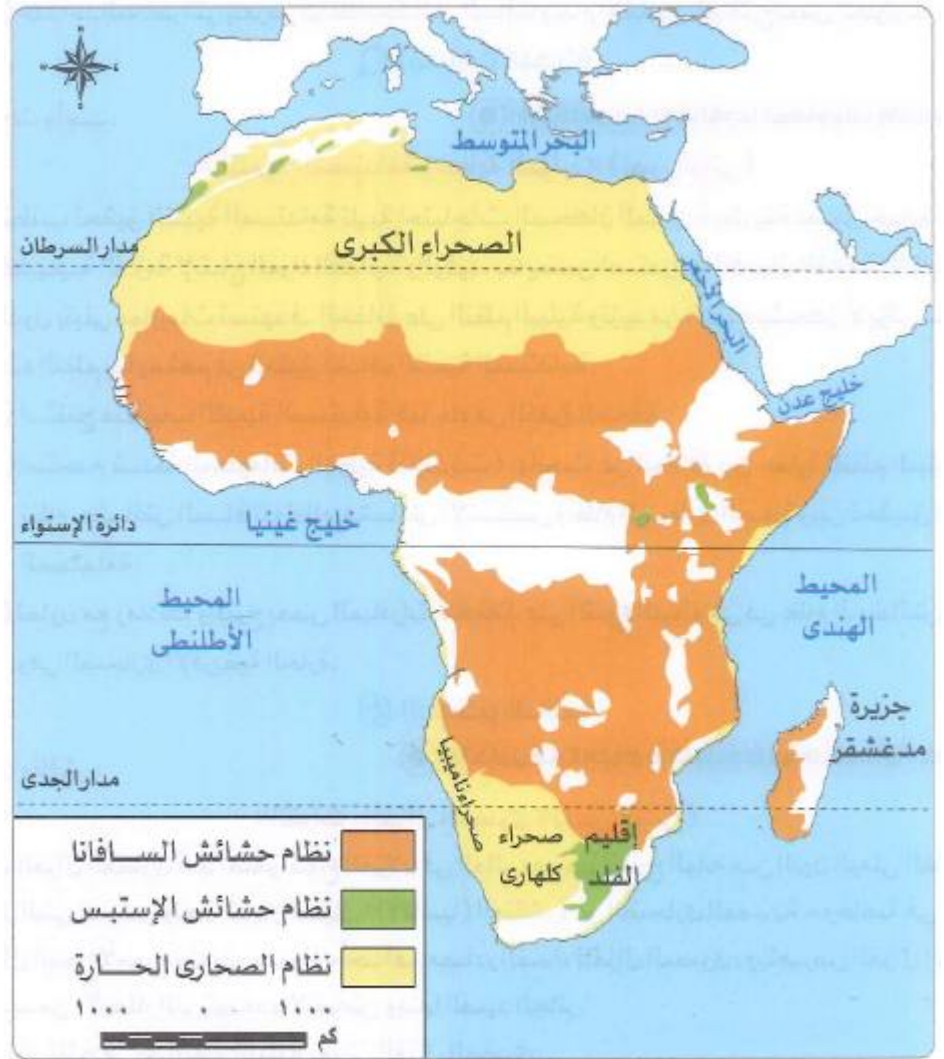 N
W
E
S
البحر المتوسط
الصحراء الكبرى
مدار السرطان
البحر الأحمر
خليج عدن
خليج غينيا
دائرة الإستواء
المحيط
الأطلنطى
المحيط
الهندى
جزيرة
مدغشقر
مدار الجدى
صحراء ناميبيا
صحراء
كلهارى
إقليم
الفلد
نظام حشائش الســافانا
نظام حشائش الإستبس
نظام الصحارى الحــارة
١٠٠٠ ٠ ١٠٠٠
كم